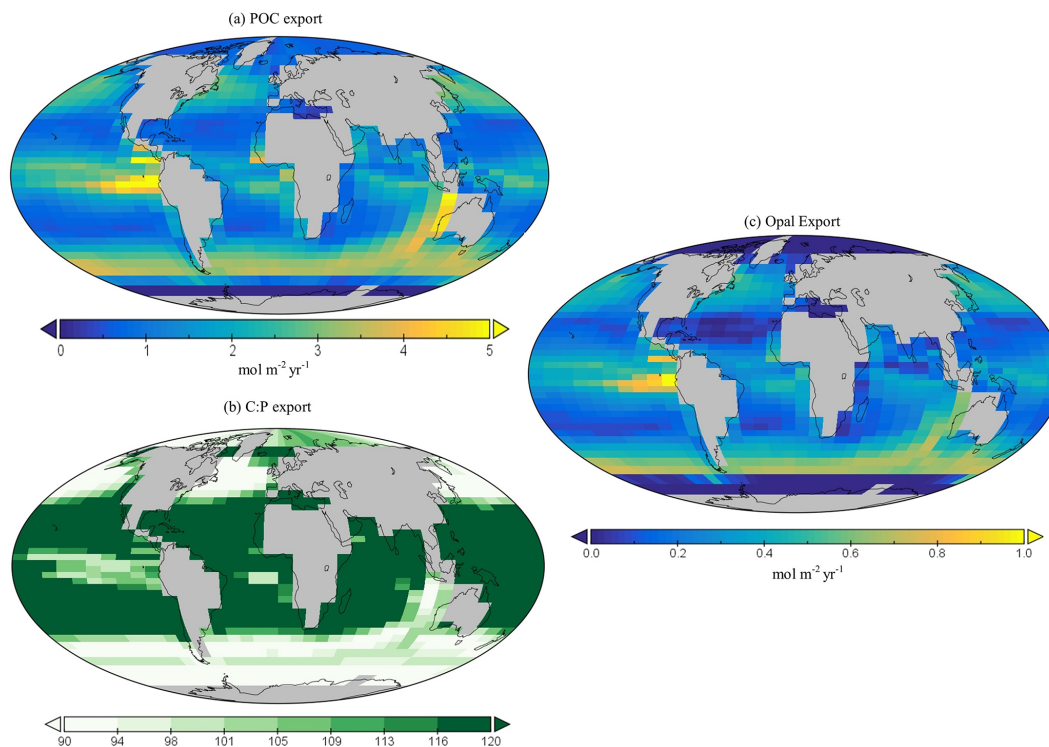 (a) POC export
0 1 2 3 4 5
mol m⁻² yr⁻¹
(b) C:P export
90 94 98 101 105 109 113 116 120
(c) Opal Export
0.0 0.2 0.4 0.6 0.8 1.0
mol m⁻² yr⁻¹